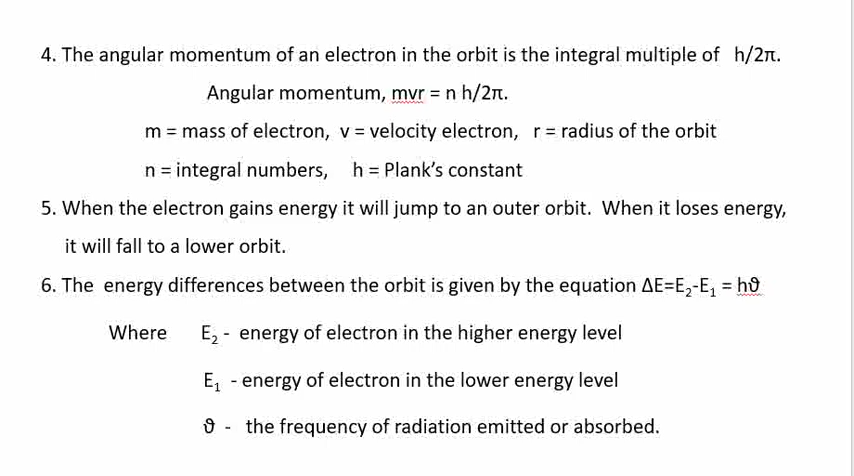 4. The angular momentum of an electron in the orbit is the integral multiple of h/2π.
Angular momentum, mvr = n h/2π.
m = mass of electron, v = velocity electron, r = radius of the orbit
n = integral numbers, h = Plank’s constant
5. When the electron gains energy it will jump to an outer orbit. When it loses energy,
it will fall to a lower orbit.
6. The energy differences between the orbit is given by the equation ΔE=E₂-E₁ = hϑ
Where E₂ - energy of electron in the higher energy level
E₁ - energy of electron in the lower energy level
ϑ - the frequency of radiation emitted or absorbed.